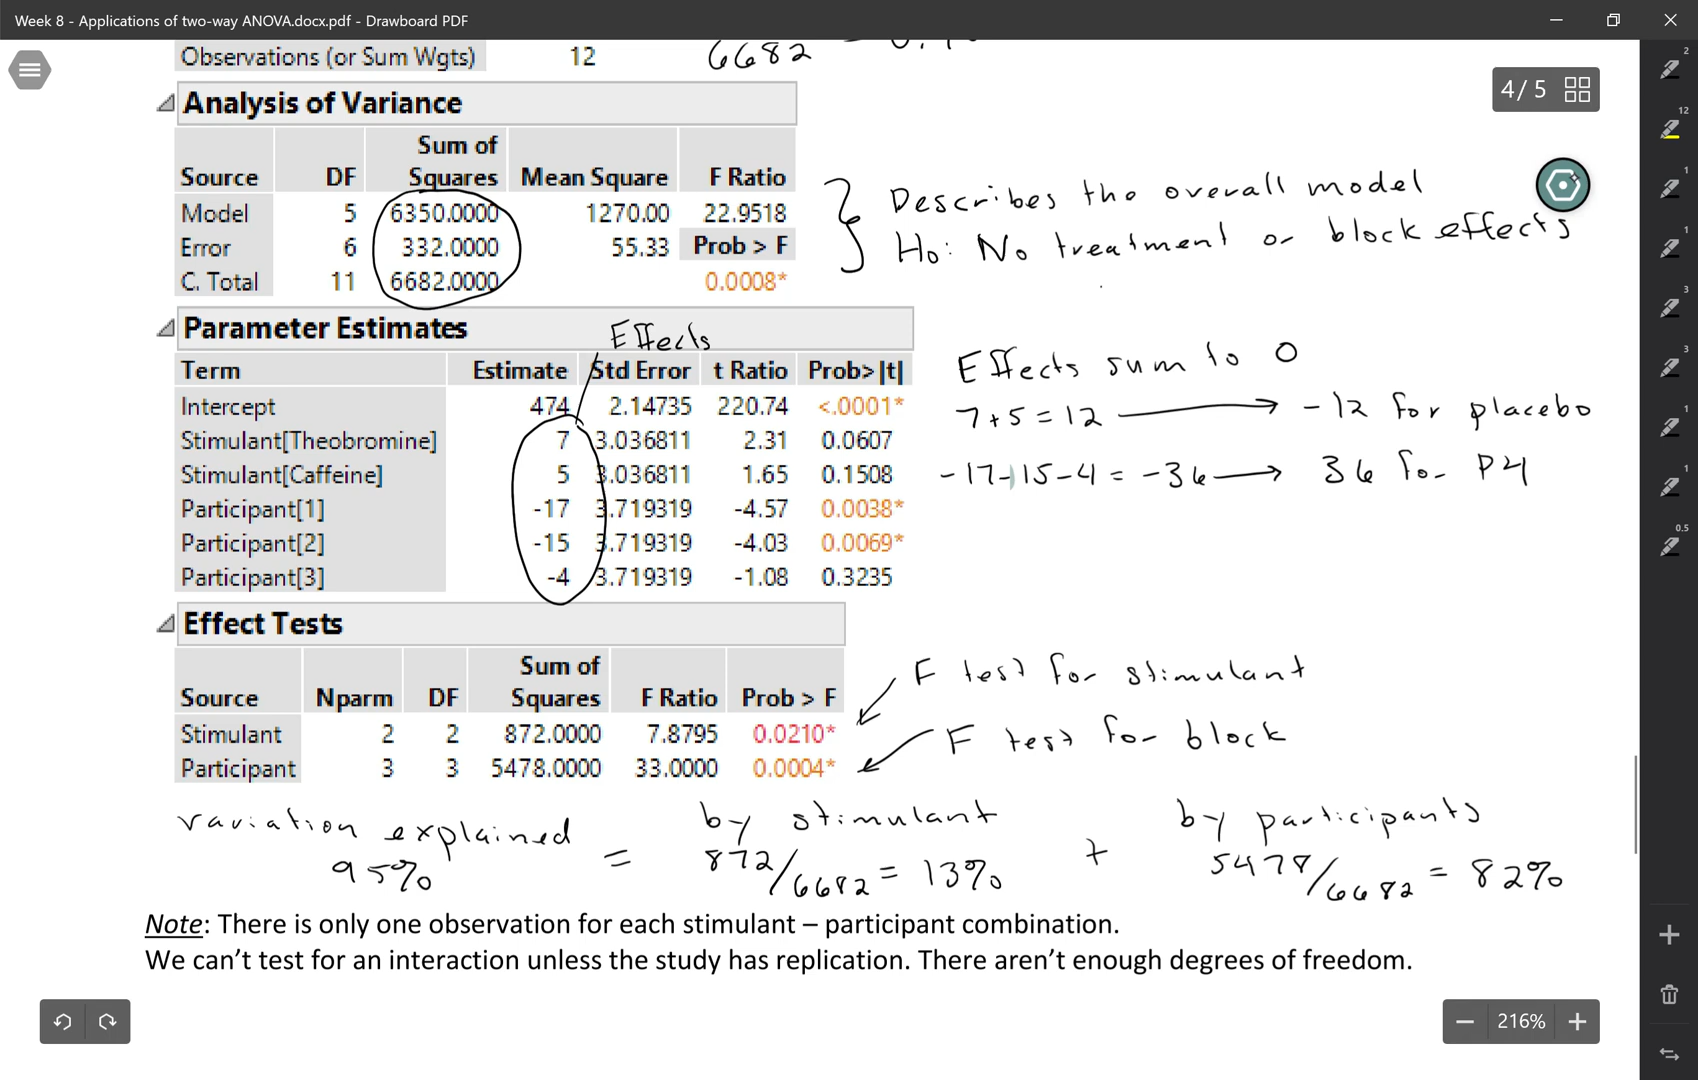 Week 8 - Applications of two-way ANOVA.docx.pdf - Drawboard PDF
Observations (or Sum Wgts) 12 6682
4 / 5
Analysis of Variance
Sum of
Source DF Squares Mean Square F Ratio
Model 5 6350.0000 1270.00 22.9518
Error 6 332.0000 55.33 Prob > F
C. Total 11 6682.0000 0.0008*
Describes the overall model
Ho: No treatment or block effects
Parameter Estimates
Effects
Term Estimate Std Error t Ratio Prob>|t|
Intercept 474 2.14735 220.74 <.0001*
Stimulant[Theobromine] 7 3.036811 2.31 0.0607
Stimulant[Caffeine] 5 3.036811 1.65 0.1508
Participant[1] -17 3.719319 -4.57 0.0038*
Participant[2] -15 3.719319 -4.03 0.0069*
Participant[3] -4 3.719319 -1.08 0.3235
Effects sum to 0
7+5=12 → -12 for placebo
-17-15-4 = -36 → 36 for P4
Effect Tests
Sum of
Source Nparm DF Squares F Ratio Prob > F
Stimulant 2 2 872.0000 7.8795 0.0210*
Participant 3 3 5478.0000 33.0000 0.0004*
F test for stimulant
F test for block
variation explained = by stimulant + by participants
95% 872/6682 = 13% 5478/6682 = 82%
Note: There is only one observation for each stimulant – participant combination.
We can't test for an interaction unless the study has replication. There aren't enough degrees of freedom.
216%
2
12
1
1
3
3
1
1
0.5